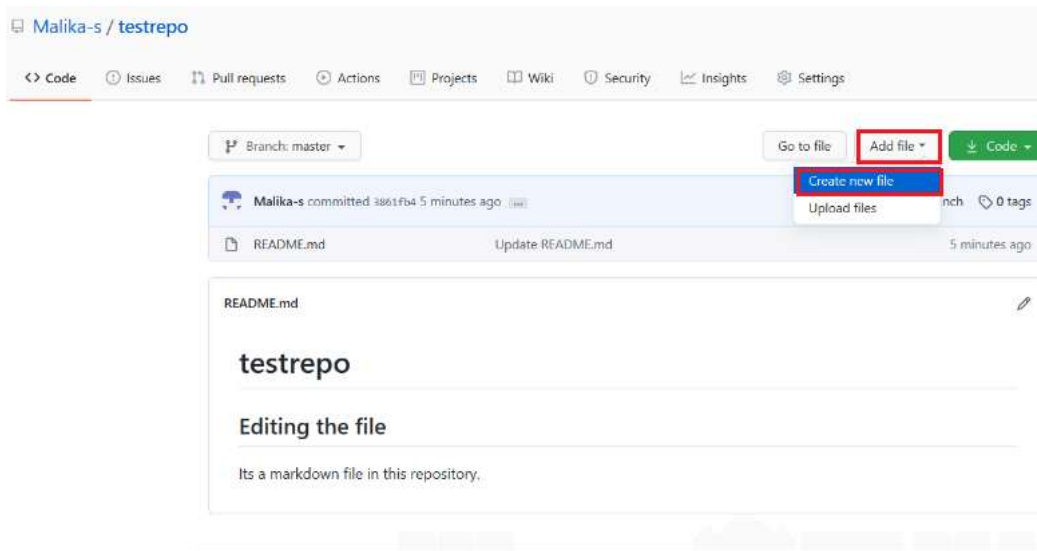 Malika-s / testrepo
<> Code Issues Pull requests Actions Projects Wiki Security Insights Settings
Branch: master Go to file Add file Code
Create new file
Malika-s committed 3861fb4 5 minutes ago ... nch 0 tags
Upload files
README.md Update README.md 5 minutes ago
README.md
testrepo
Editing the file
Its a markdown file in this repository.